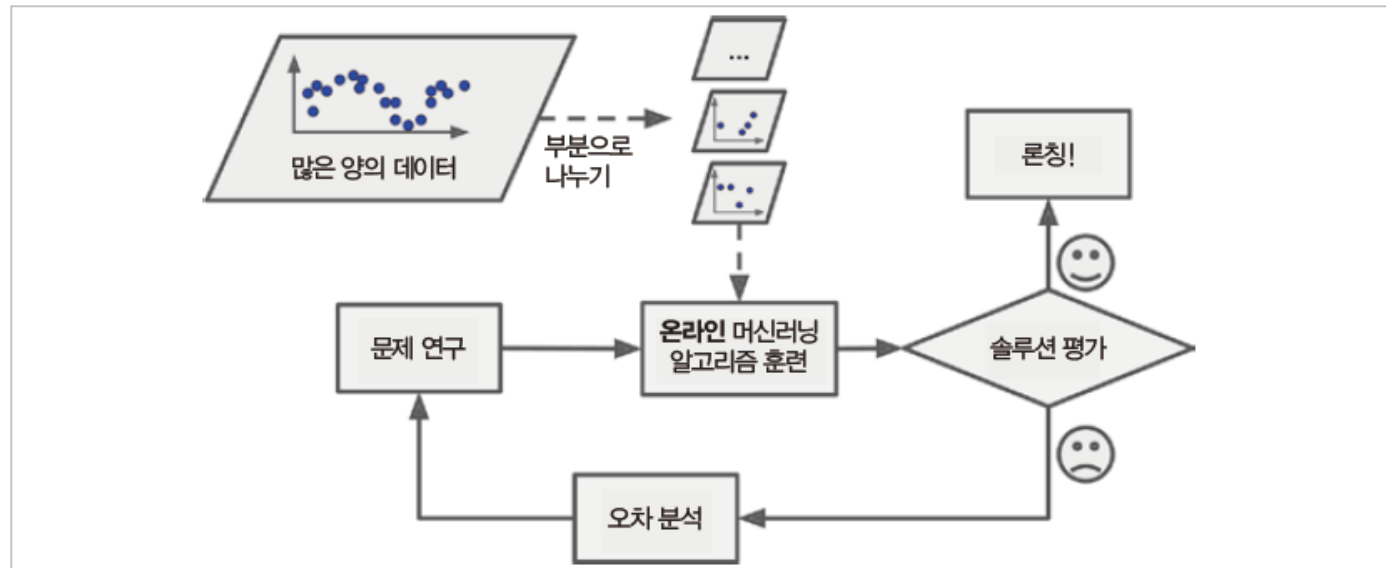 ...
많은 양의 데이터
부분으로
나누기
론칭!
문제 연구
온라인 머신러닝
알고리즘 훈련
솔루션 평가
오차 분석